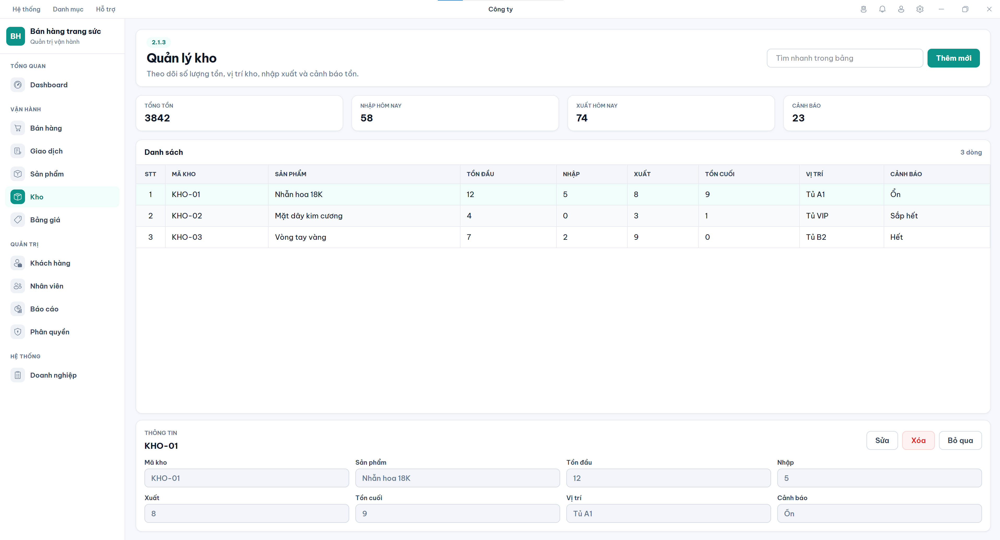 Hệ thống Danh mục Hỗ trợ Công ty
BH Bán hàng trang sức
Quản trị vận hành
TỔNG QUAN
Dashboard
VẬN HÀNH
Bán hàng
Giao dịch
Sản phẩm
Kho
Bảng giá
QUẢN TRỊ
Khách hàng
Nhân viên
Báo cáo
Phân quyền
HỆ THỐNG
Doanh nghiệp
2.1.3
Quản lý kho
Theo dõi số lượng tồn, vị trí kho, nhập xuất và cảnh báo tồn.
Tìm nhanh trong bảng Thêm mới
TỔNG TỒN NHẬP HÔM NAY XUẤT HÔM NAY CẢNH BÁO
3842 58 74 23
Danh sách 3 dòng
STT MÃ KHO SẢN PHẨM TỒN ĐẦU NHẬP XUẤT TỒN CUỐI VỊ TRÍ CẢNH BÁO
1 KHO-01 Nhẫn hoa 18K 12 5 8 9 Tủ A1 Ổn
2 KHO-02 Mặt dây kim cương 4 0 3 1 Tủ VIP Sắp hết
3 KHO-03 Vòng tay vàng 7 2 9 0 Tủ B2 Hết
THÔNG TIN
KHO-01
Sửa Xóa Bỏ qua
Mã kho Sản phẩm Tồn đầu Nhập
KHO-01 Nhẫn hoa 18K 12 5
Xuất Tồn cuối Vị trí Cảnh báo
8 9 Tủ A1 Ổn